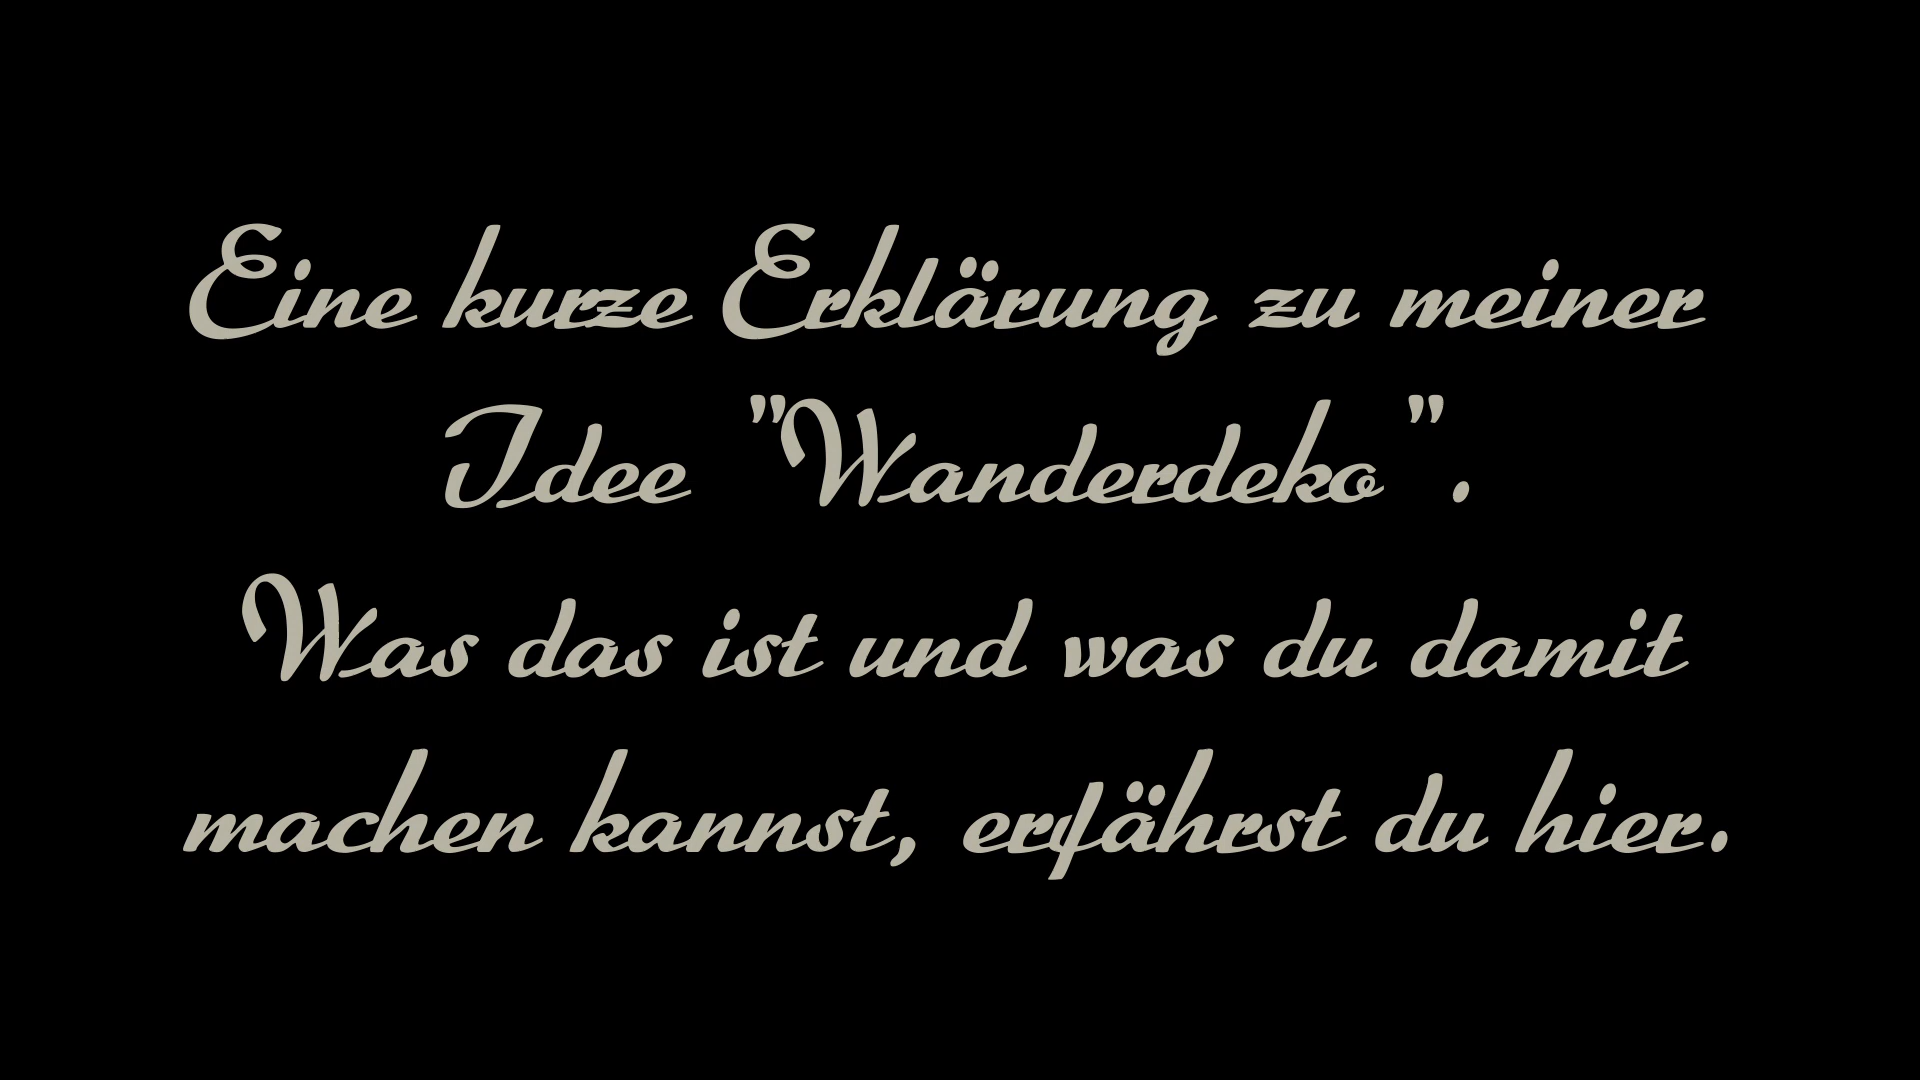 Eine kurze Erklärung zu meiner
Idee "Wanderdeko".
Was das ist und was du damit
machen kannst, erfährst du hier.